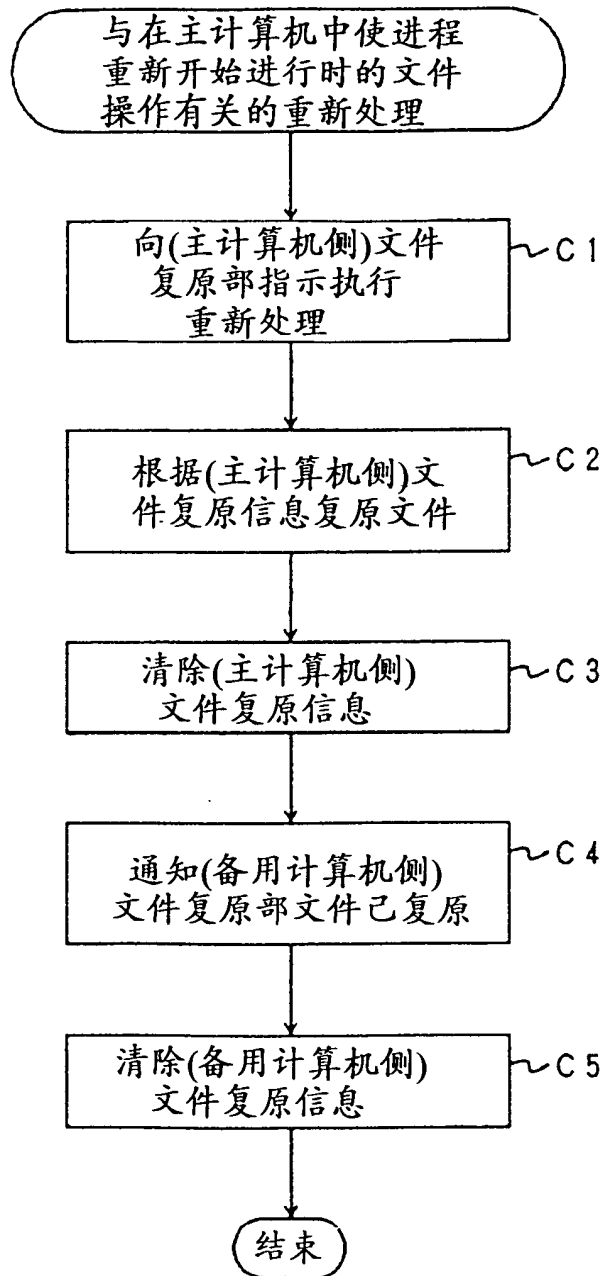 与在主计算机中使进程
重新开始进行时的文件
操作有关的重新处理
向(主计算机侧)文件
复原部指示执行
重新处理
C1
根据(主计算机侧)文
件复原信息复原文件
C2
清除(主计算机侧)
文件复原信息
C3
通知(备用计算机侧)
文件复原部文件已复原
C4
清除(备用计算机侧)
文件复原信息
C5
结束